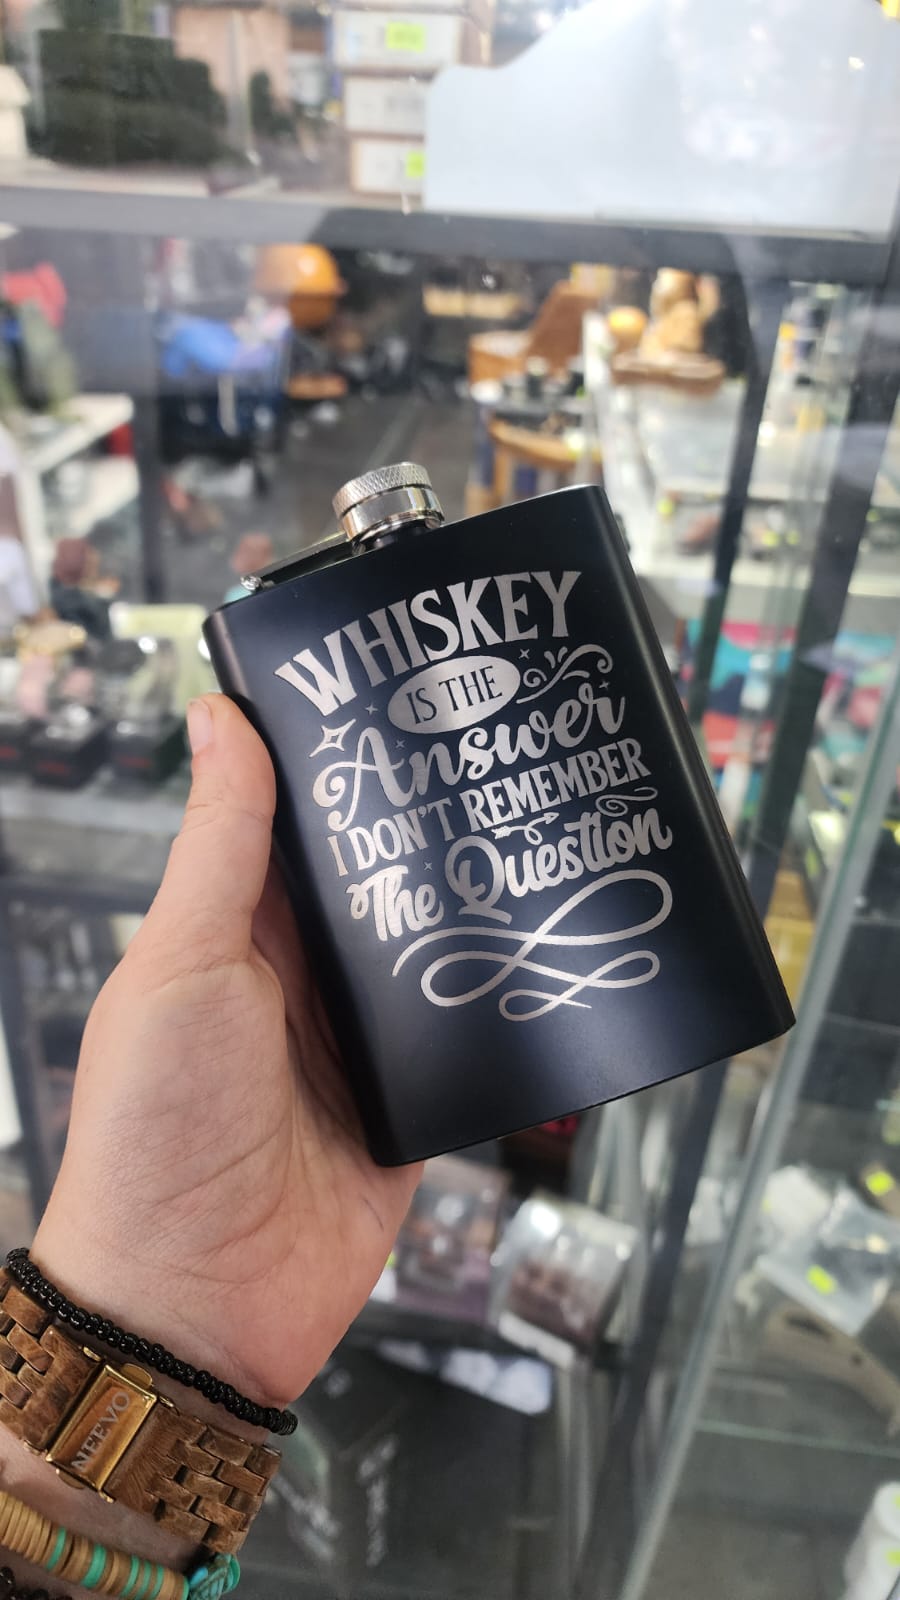 WHISKEY
IS THE
Answer
I DON'T REMEMBER
The Question
NEEVO